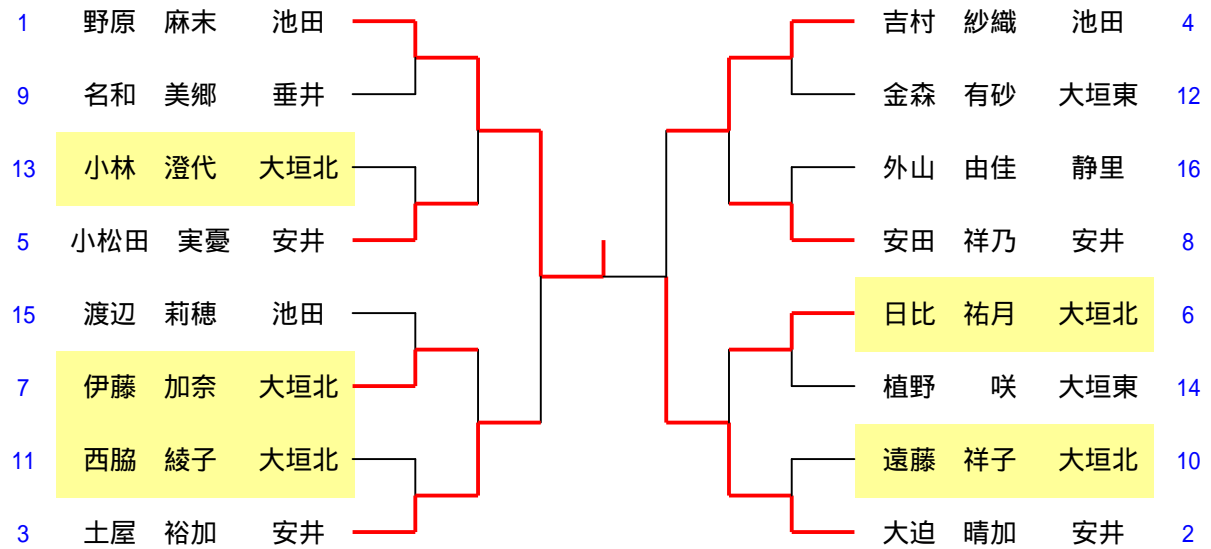 1 野原 麻末 池田
9 名和 美郷 垂井
13 小林 澄代 大垣北
5 小松田 実憂 安井
15 渡辺 莉穂 池田
7 伊藤 加奈 大垣北
11 西脇 綾子 大垣北
3 土屋 裕加 安井
吉村 紗織 池田 4
金森 有砂 大垣東 12
外山 由佳 静里 16
安田 祥乃 安井 8
日比 祐月 大垣北 6
植野 咲 大垣東 14
遠藤 祥子 大垣北 10
大迫 晴加 安井 2